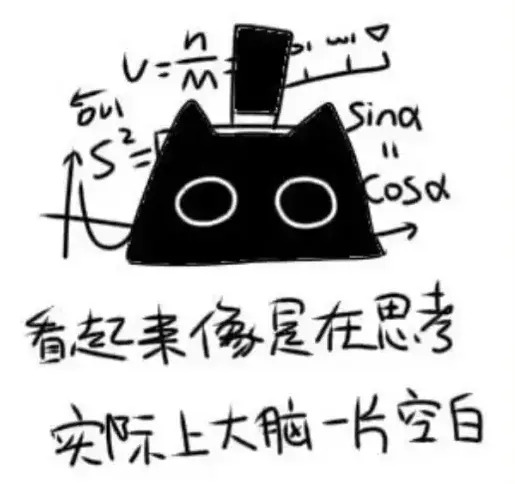 v=n/M=
sinα
=
cosα
S²=
看起来像是在思考
实际上大脑一片空白